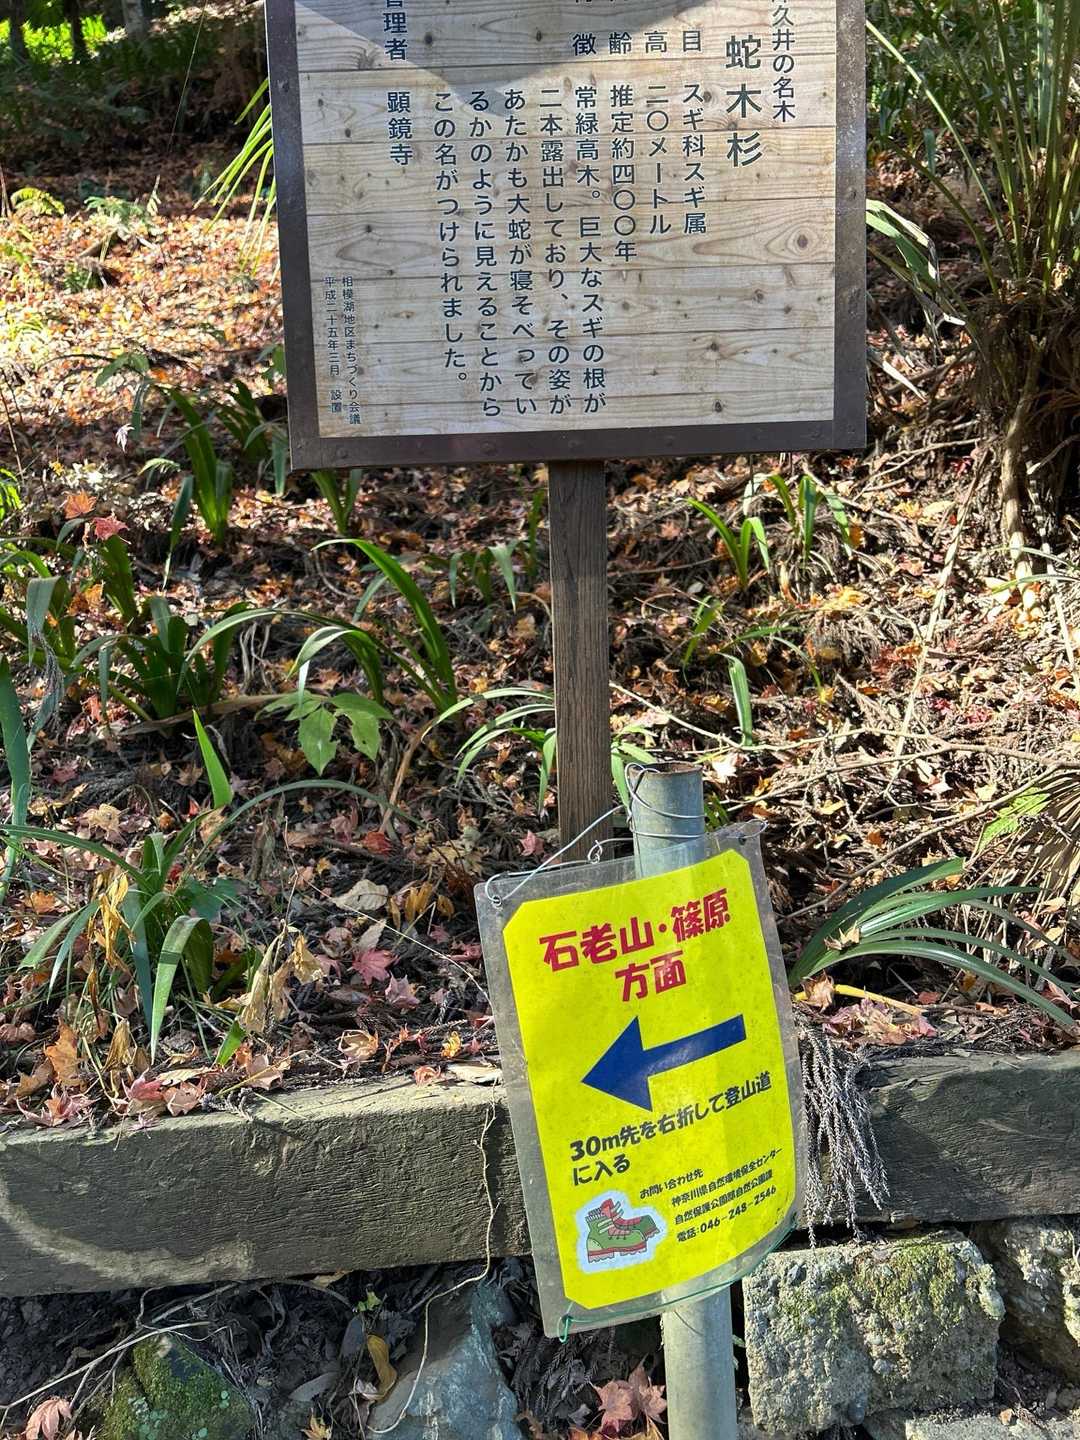 久井の名木
蛇木杉
目 スギ科スギ属
高 二〇メートル
齢 推定約四〇〇年
徴 常緑高木。巨大なスギの根が
二本露出しており、その姿が
あたかも大蛇が寝そべってい
るかのように見えることから
この名がつけられました。
管理者 顕鏡寺
相模湖地区まちづくり会議
平成二十五年三月 設置
石老山・篠原
方面
30m先を右折して登山道
に入る
お問い合わせ先
神奈川県自然環境保全センター
自然保護公園部自然公園課
電話:046-248-2546